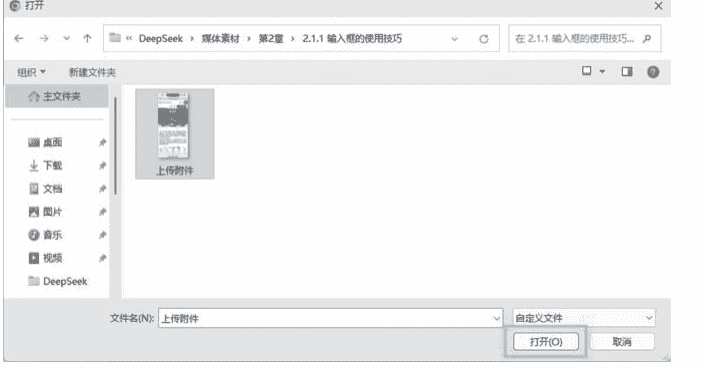 打开
« DeepSeek › 媒体素材 › 第2章 › 2.1.1 输入框的使用技巧
在 2.1.1 输入框的使用技巧...
组织 新建文件夹
主文件夹
桌面
下载
文档
图片
音乐
视频
DeepSeek
上传附件
文件名(N): 上传附件
自定义文件
打开(O) 取消